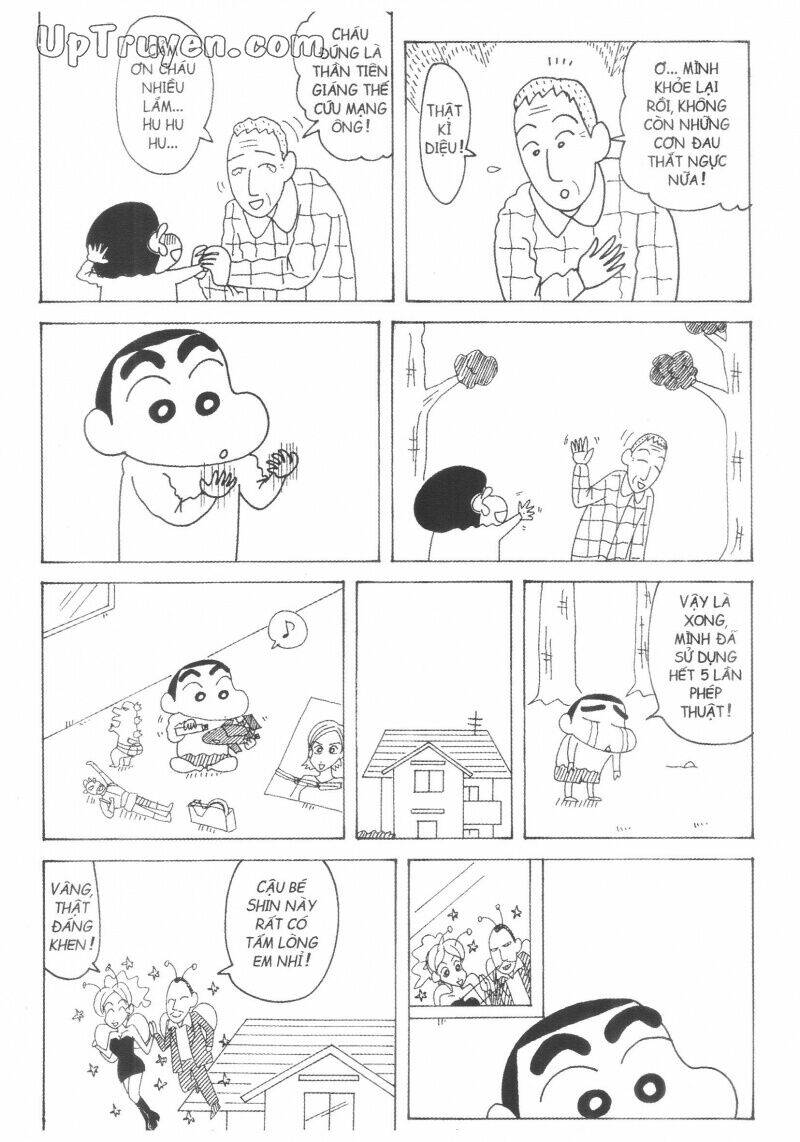 UpTruyen.com
Ơ... MÌNH
KHỎE LẠI
RỒI, KHÔNG
CÒN NHỮNG
CƠN ĐAU
THẮT NGỰC
NỮA!
THẬT
KÌ
DIỆU!
CHÁU
ĐÚNG LÀ
THẦN TIÊN
GIÁNG THẾ
CỨU MẠNG
ÔNG!
CẢM
ƠN CHÁU
NHIỀU
LẮM...
HU HU
HU...
VẬY LÀ
XONG,
MÌNH ĐÃ
SỬ DỤNG
HẾT 5 LẦN
PHÉP
THUẬT!
CẬU BÉ
SHIN NÀY
RẤT CÓ
TẤM LÒNG
EM NHỈ!
VÂNG,
THẬT
ĐÁNG
KHEN!